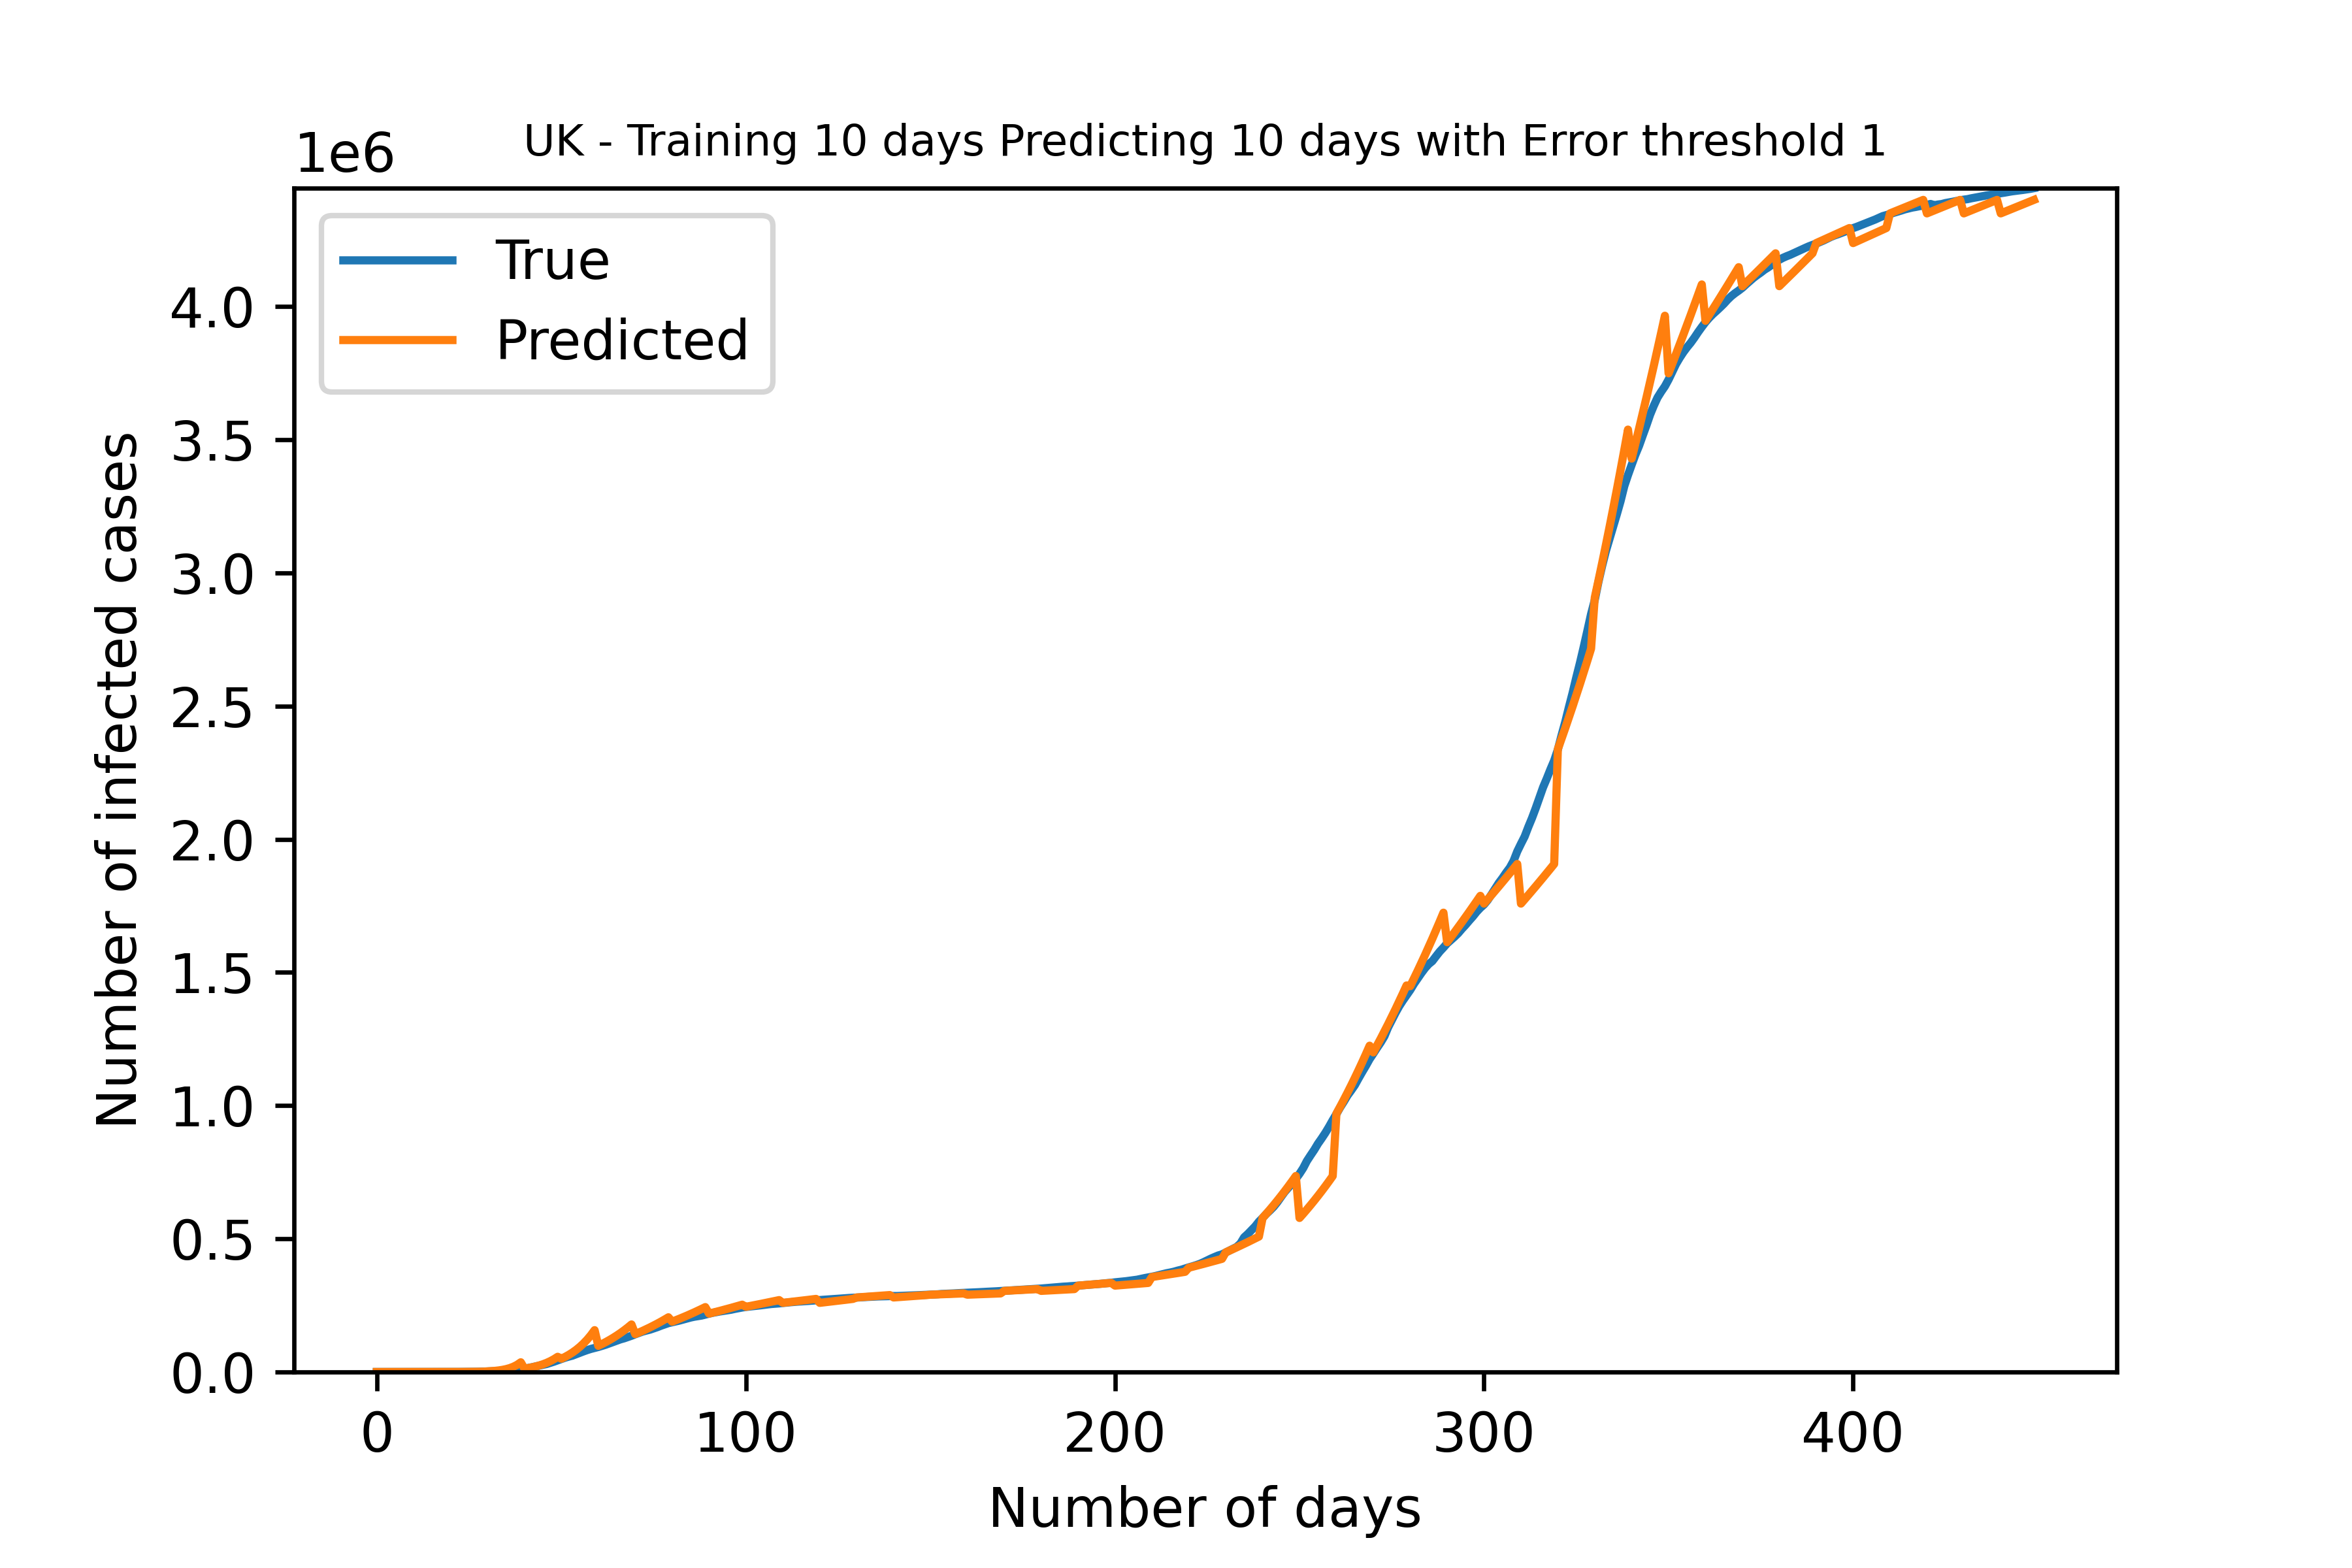 UK - Training 10 days Predicting 10 days with Error threshold 1
1e6
True
Predicted
Number of infected cases
4.0
3.5
3.0
2.5
2.0
1.5
1.0
0.5
0.0
0 100 200 300 400
Number of days